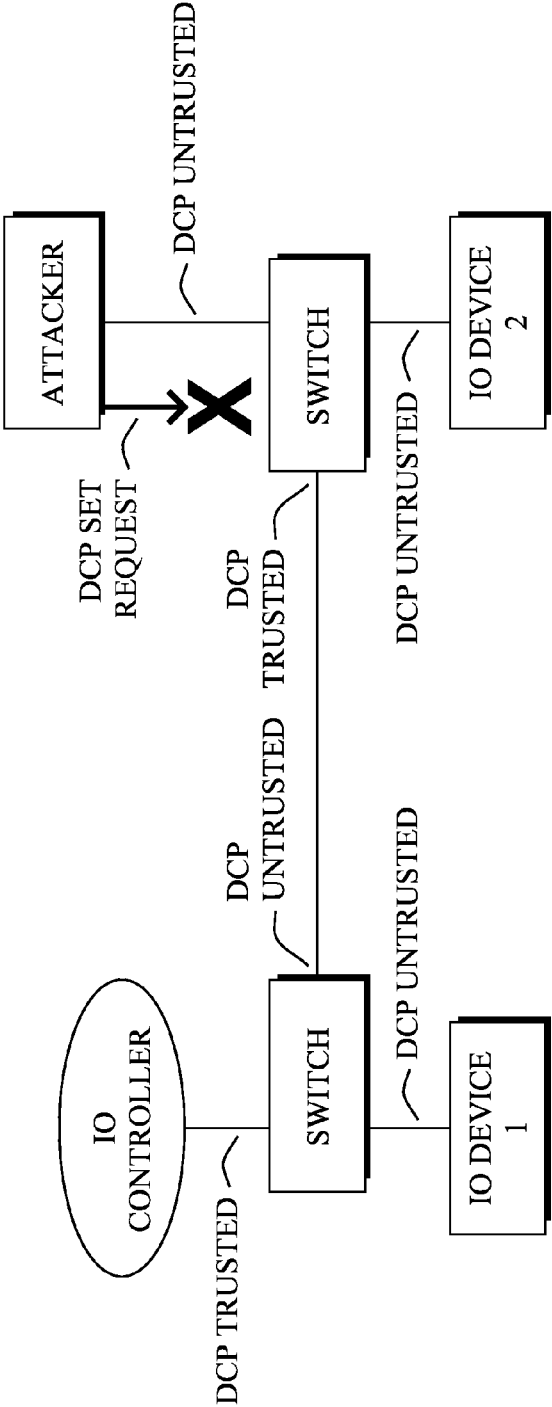 IO
CONTROLLER
ATTACKER
DCP TRUSTED
DCP SET
REQUEST
DCP UNTRUSTED
DCP
UNTRUSTED
DCP
TRUSTED
SWITCH
SWITCH
DCP UNTRUSTED
DCP UNTRUSTED
IO DEVICE
1
IO DEVICE
2